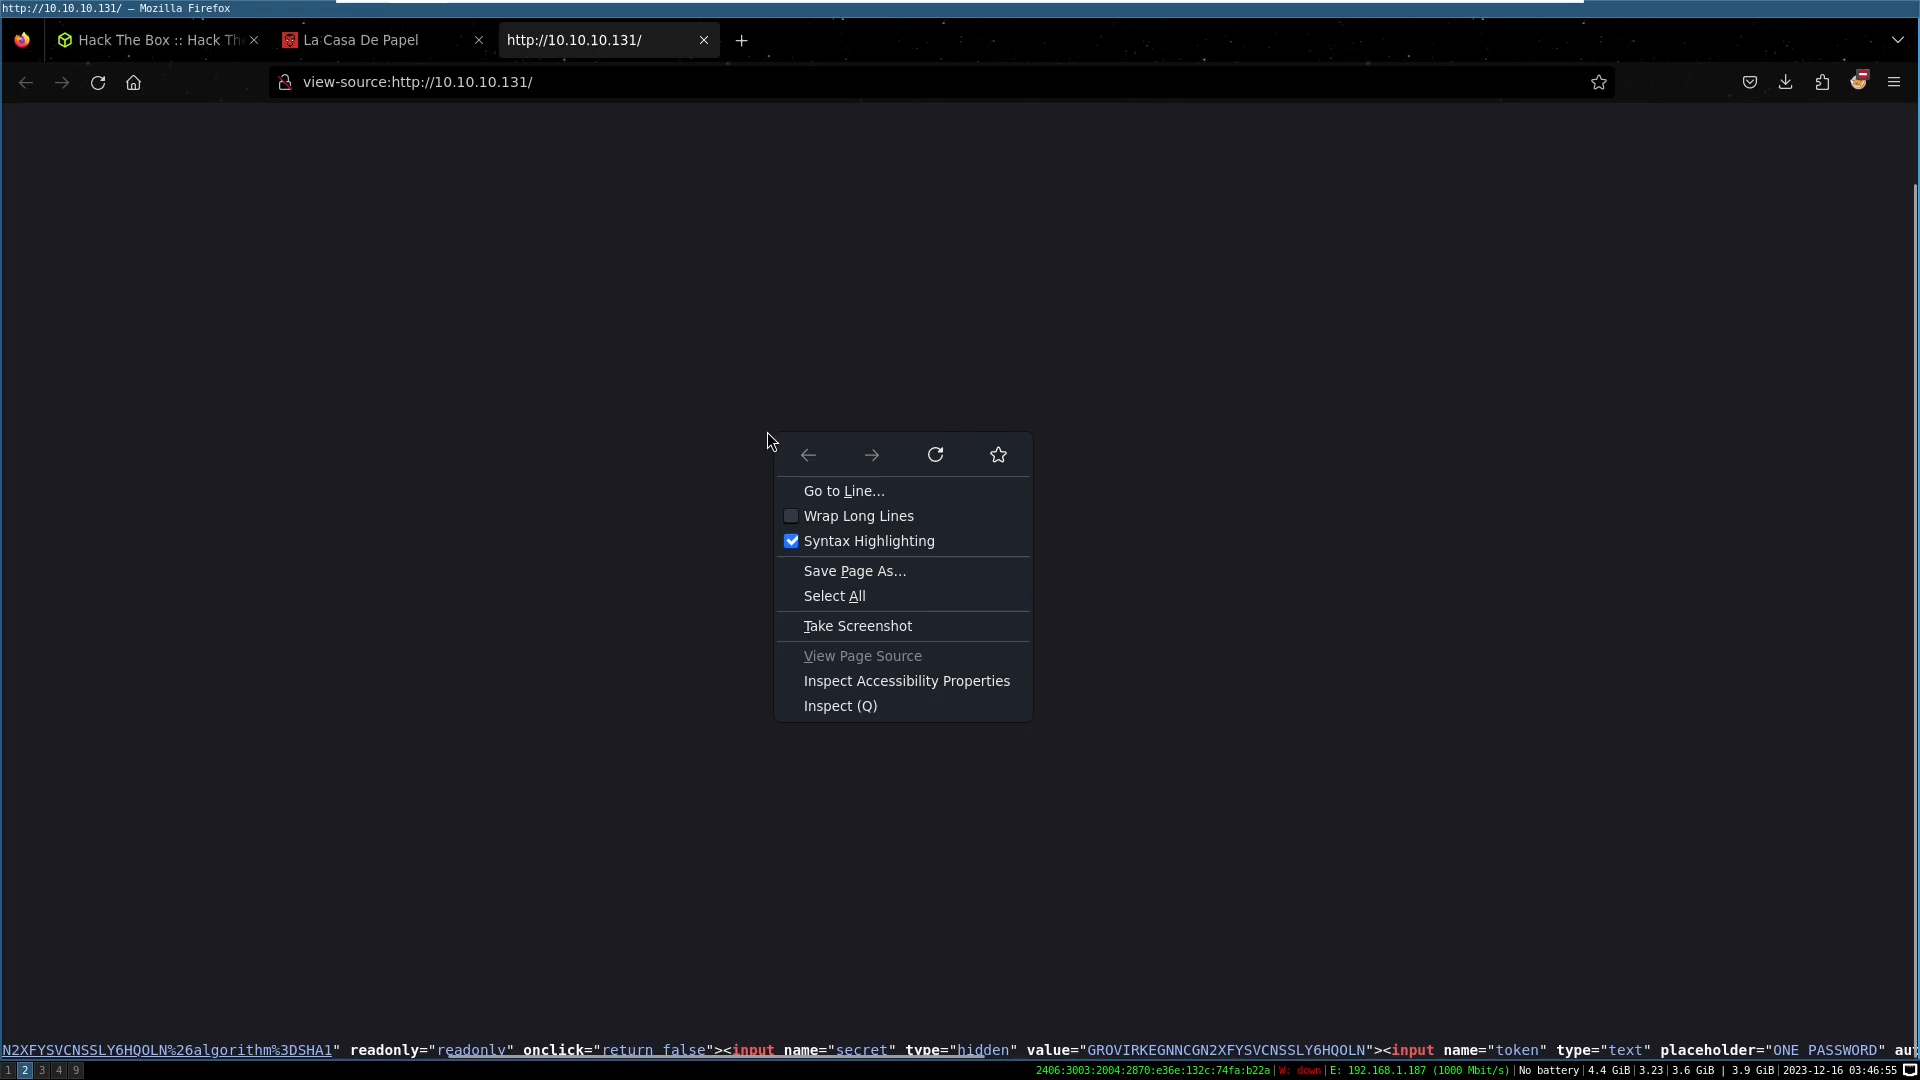 http://10.10.10.131/ — Mozilla Firefox
Hack The Box :: Hack Th
La Casa De Papel
http://10.10.10.131/
view-source:http://10.10.10.131/
Go to Line...
Wrap Long Lines
Syntax Highlighting
Save Page As...
Select All
Take Screenshot
View Page Source
Inspect Accessibility Properties
Inspect (Q)
N2XFYSVCNSSLY6HQOLN%26algorithm%3DSHA1" readonly="readonly" onclick="return false"><input name="secret" type="hidden" value="GROVIRKEGNNCGN2XFYSVCNSSLY6HQOLN"><input name="token" type="text" placeholder="ONE PASSWORD" au
1 2 3 4 9 2406:3003:2004:2870:e36e:132c:74fa:b22a|W: down|E: 192.168.1.187 (1000 Mbit/s)|No battery|4.4 GiB|3.23|3.6 GiB | 3.9 GiB|2023-12-16 03:46:55